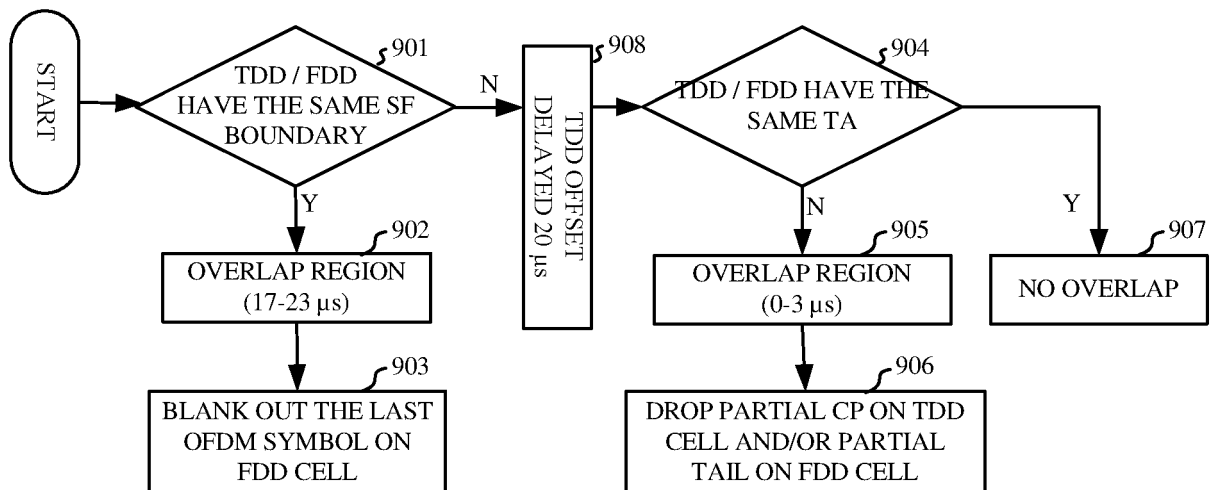 START
901
TDD / FDD
HAVE THE SAME SF
BOUNDARY
N
Y
902
OVERLAP REGION
(17-23 µs)
903
BLANK OUT THE LAST
OFDM SYMBOL ON
FDD CELL
908
TDD OFFSET
DELAYED 20 µs
904
TDD / FDD HAVE THE
SAME TA
N
Y
905
OVERLAP REGION
(0-3 µs)
906
DROP PARTIAL CP ON TDD
CELL AND/OR PARTIAL
TAIL ON FDD CELL
907
NO OVERLAP